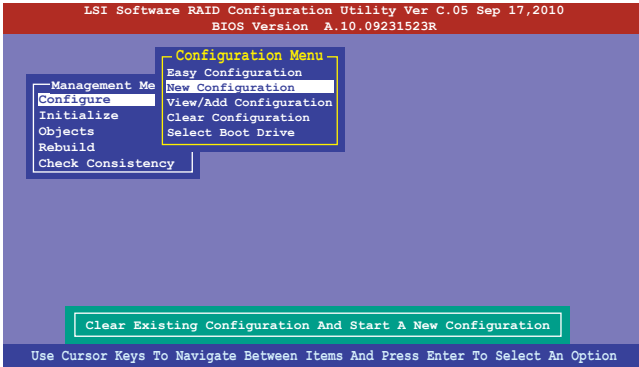 LSI Software RAID Configuration Utility Ver C.05 Sep 17,2010
BIOS Version A.10.09231523R
Configuration Menu
Easy Configuration
New Configuration
View/Add Configuration
Clear Configuration
Select Boot Drive
Management Me
Configure
Initialize
Objects
Rebuild
Check Consistency
Clear Existing Configuration And Start A New Configuration
Use Cursor Keys To Navigate Between Items And Press Enter To Select An Option